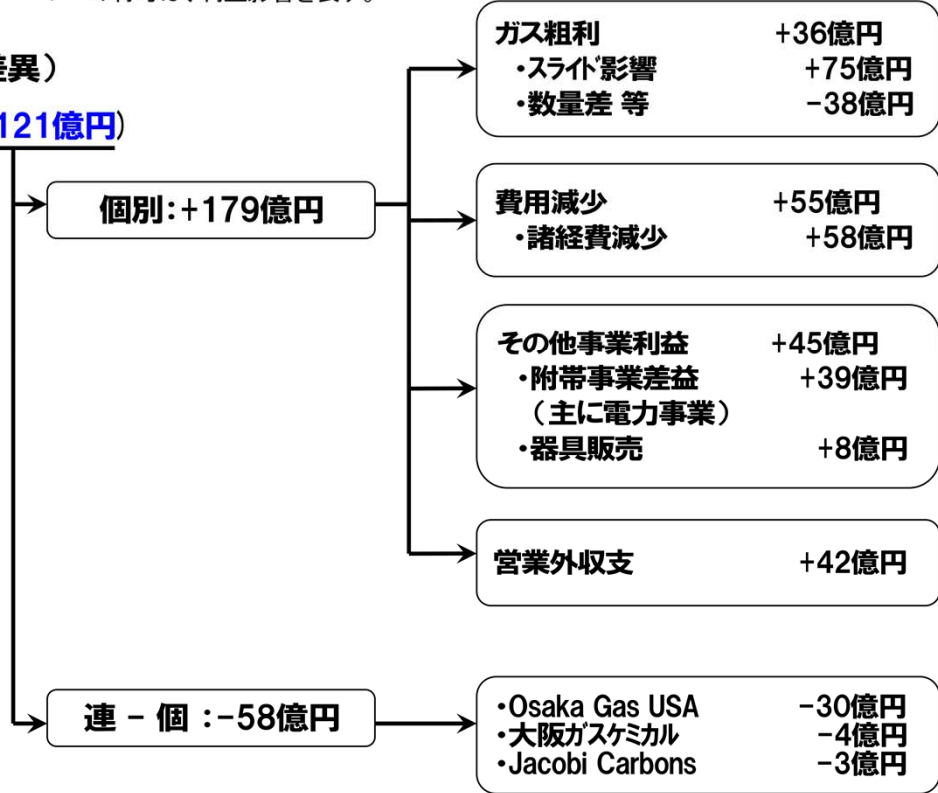 差異）
121億円)
個別:+179億円
ガス粗利 +36億円
・スライド影響 +75億円
・数量差 等 -38億円
費用減少 +55億円
・諸経費減少 +58億円
その他事業利益 +45億円
・附帯事業差益 +39億円
（主に電力事業）
・器具販売 +8億円
営業外収支 +42億円
連 - 個 :-58億円
・Osaka Gas USA -30億円
・大阪ガスケミカル -4億円
・Jacobi Carbons -3億円